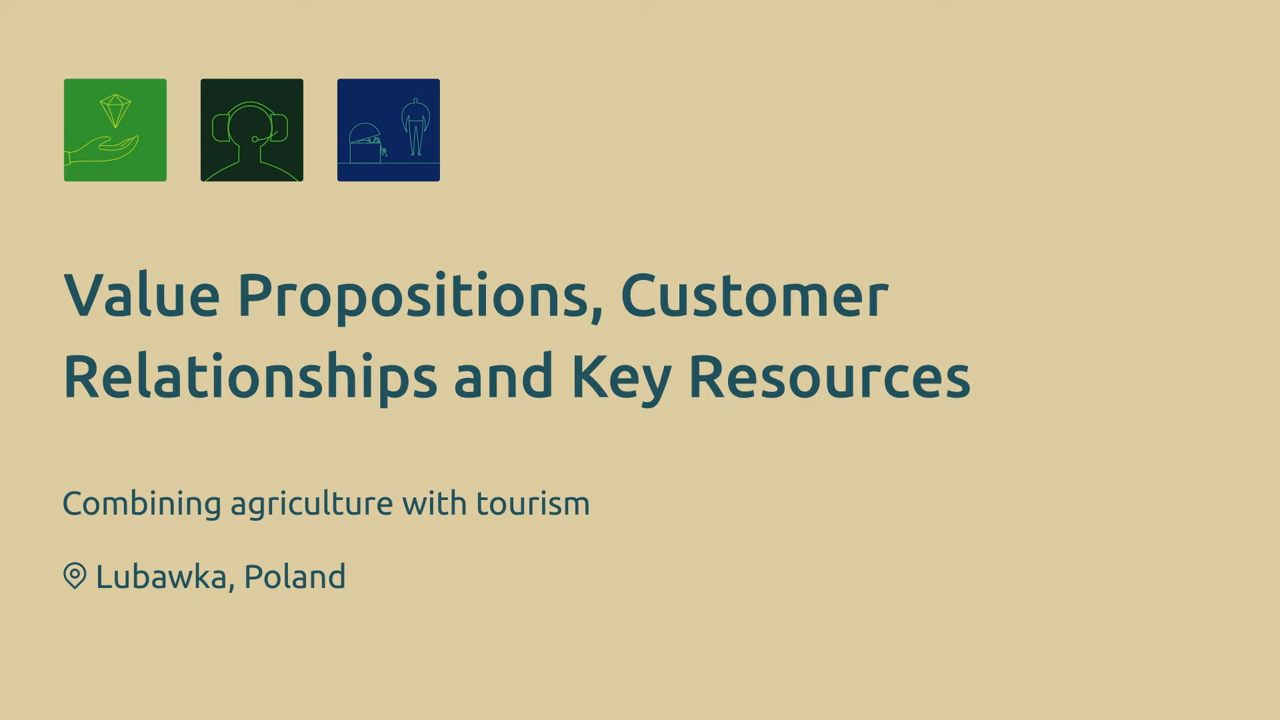 Value Propositions, Customer
Relationships and Key Resources
Combining agriculture with tourism
Lubawka, Poland